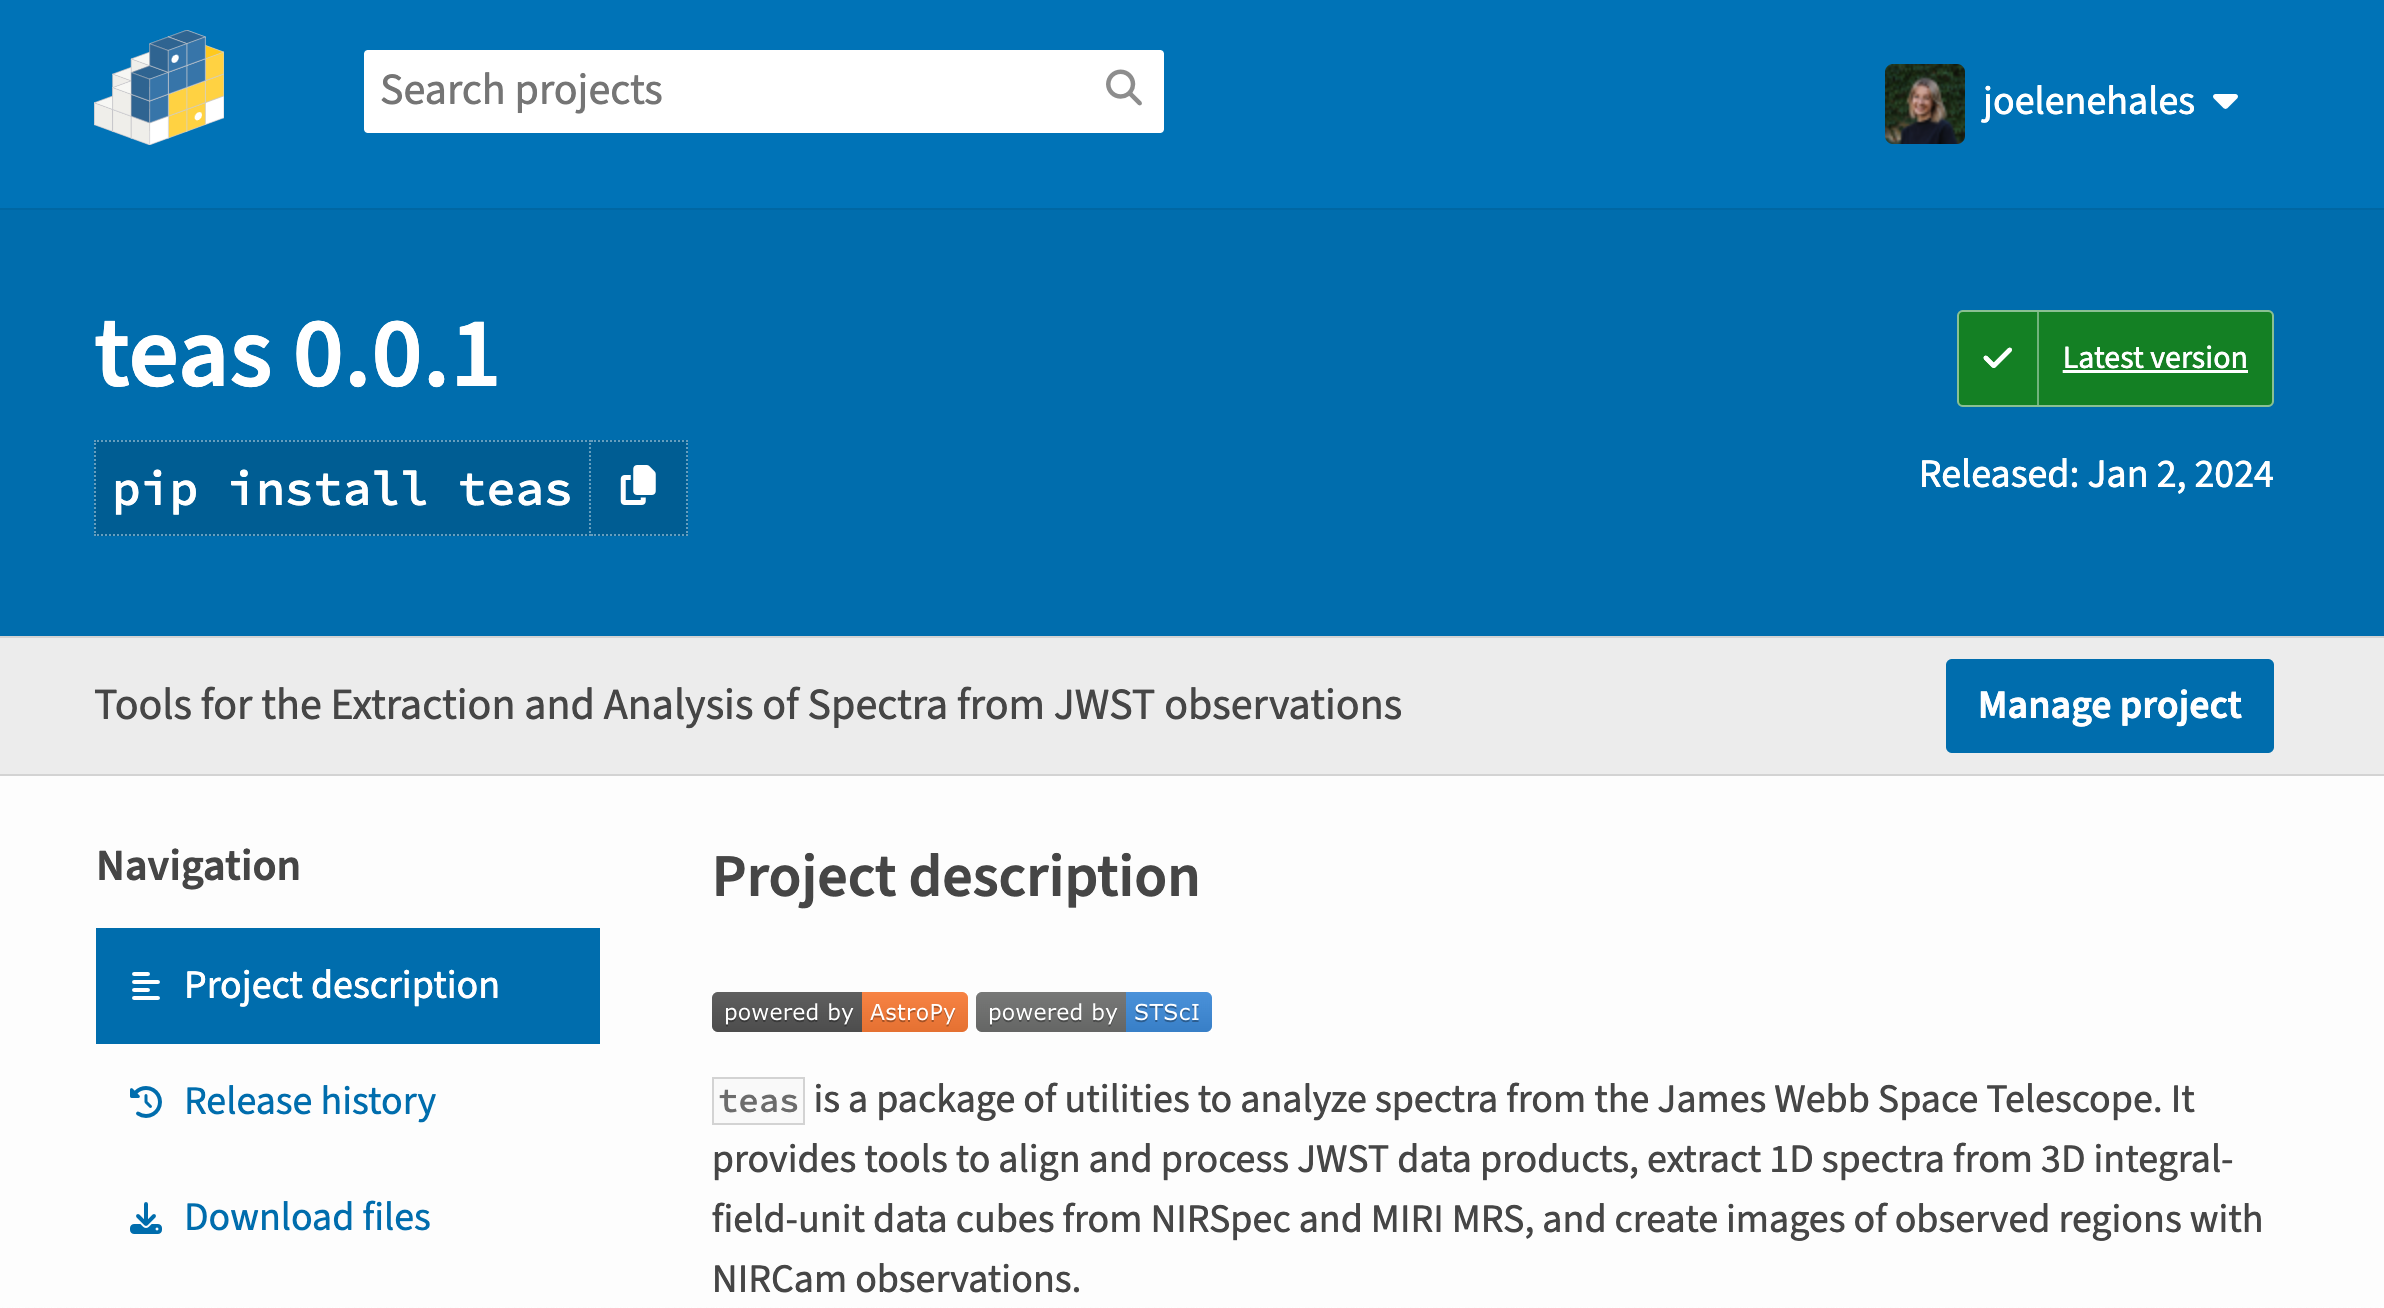 Search projects
joelenehales
teas 0.0.1
Latest version
pip install teas
Released: Jan 2, 2024
Tools for the Extraction and Analysis of Spectra from JWST observations
Manage project
Navigation
Project description
Release history
Download files
Project description
powered by AstroPy powered by STScI
teas is a package of utilities to analyze spectra from the James Webb Space Telescope. It
provides tools to align and process JWST data products, extract 1D spectra from 3D integral-
field-unit data cubes from NIRSpec and MIRI MRS, and create images of observed regions with
NIRCam observations.